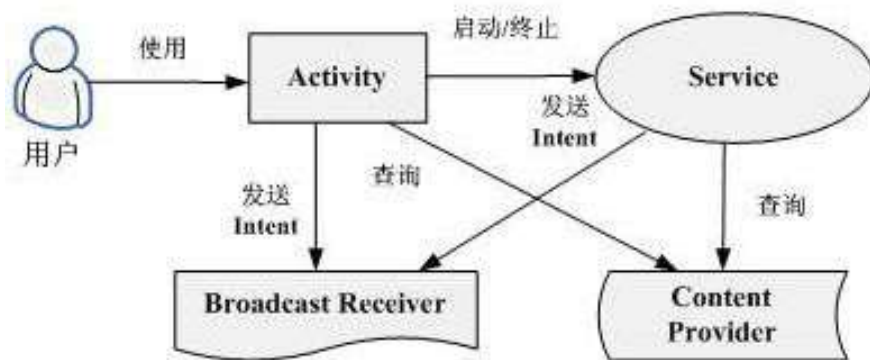 使用
启动/终止
Activity
Service
用户
发送
Intent
查询
发送
Intent
查询
Broadcast Receiver
Content
Provider